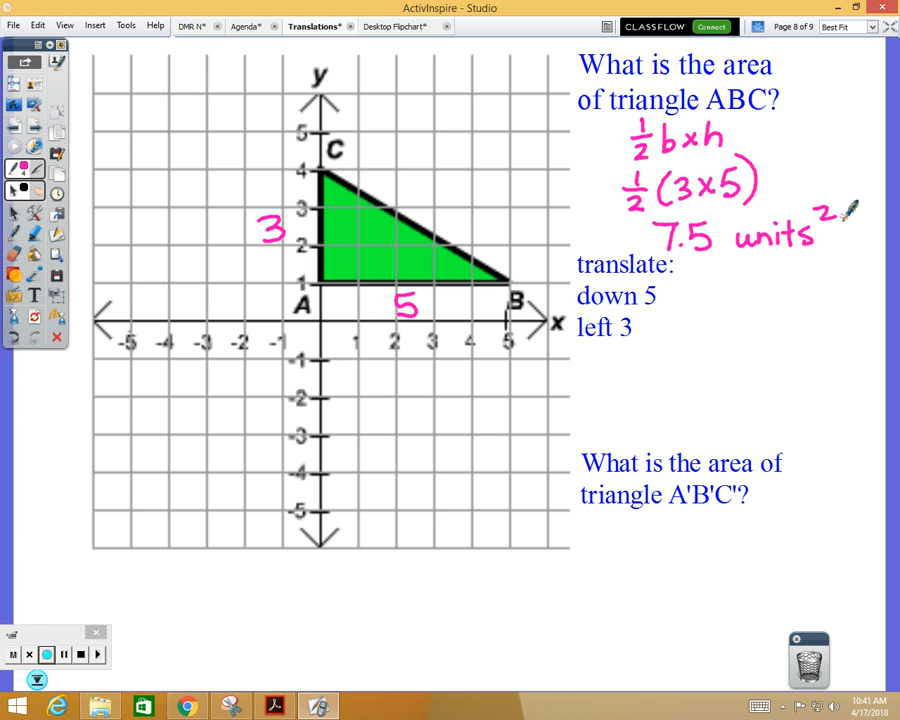 ActivInspire - Studio
File Edit View Insert Tools Help
DMR N* Agenda* Translations* Desktop Flipchart*
CLASSFLOW Connect
Page 8 of 9 Best Fit
What is the area
of triangle ABC?
1/2 b×h
1/2 (3×5)
7.5 units²
translate:
down 5
left 3
What is the area of
triangle A'B'C'?
y
5
C
4
3
3
2
1
A
5
B
x
-5 -4 -3 -2 -1 1 2 3 4 5
-1
-2
-3
-4
-5
4
T
M
10:41 AM
4/17/2018